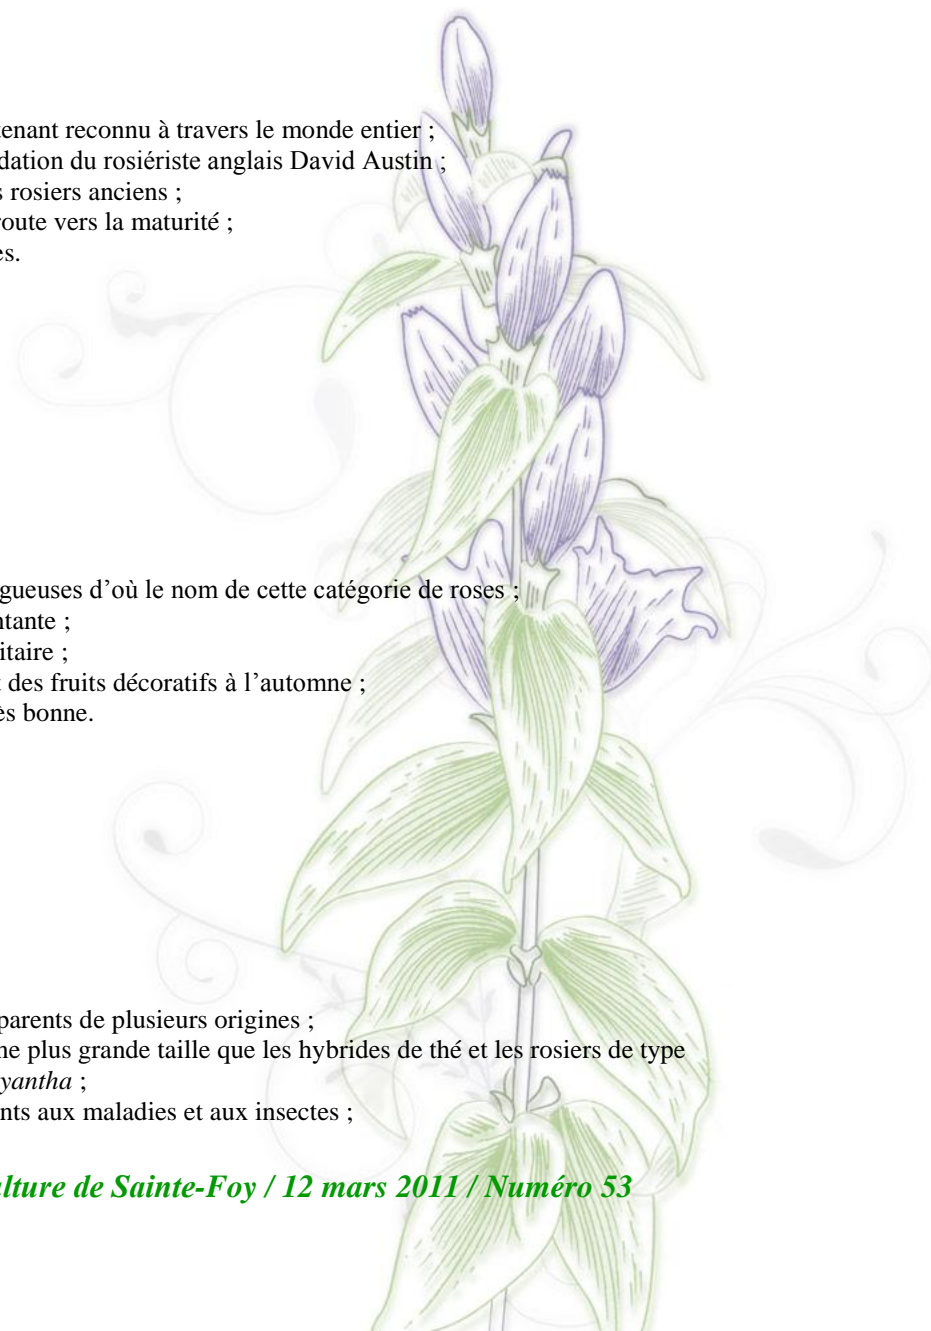 tenant reconnu à travers le monde entier ;
dation du rosiériste anglais David Austin ;
s rosiers anciens ;
route vers la maturité ;
es.
gueuses d’où le nom de cette catégorie de roses ;
ntante ;
itaire ;
t des fruits décoratifs à l’automne ;
ès bonne.
parents de plusieurs origines ;
ne plus grande taille que les hybrides de thé et les rosiers de type
yantha ;
nts aux maladies et aux insectes ;
lture de Sainte-Foy / 12 mars 2011 / Numéro 53